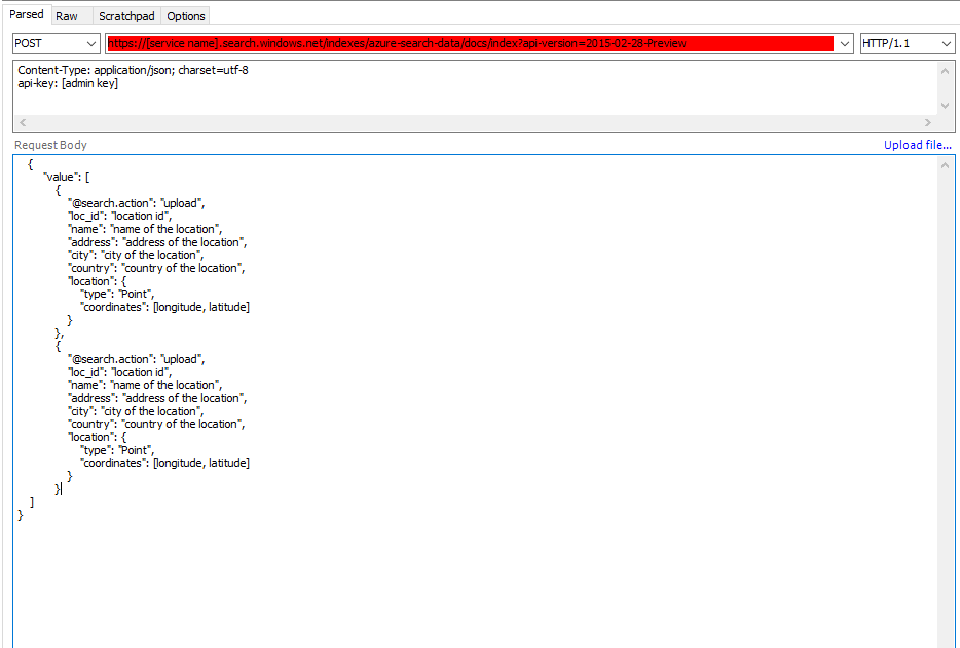 Parsed Raw Scratchpad Options
POST https://[service name].search.windows.net/indexes/azure-search-data/docs/index?api-version=2015-02-28-Preview HTTP/1.1
Content-Type: application/json; charset=utf-8
api-key: [admin key]
Request Body Upload file...
{
"value": [
{
"@search.action": "upload",
"loc_id": "location id",
"name": "name of the location",
"address": "address of the location",
"city": "city of the location",
"country": "country of the location",
"location": {
"type": "Point",
"coordinates": [longitude, latitude]
}
},
{
"@search.action": "upload",
"loc_id": "location id",
"name": "name of the location",
"address": "address of the location",
"city": "city of the location",
"country": "country of the location",
"location": {
"type": "Point",
"coordinates": [longitude, latitude]
}
}
]
}